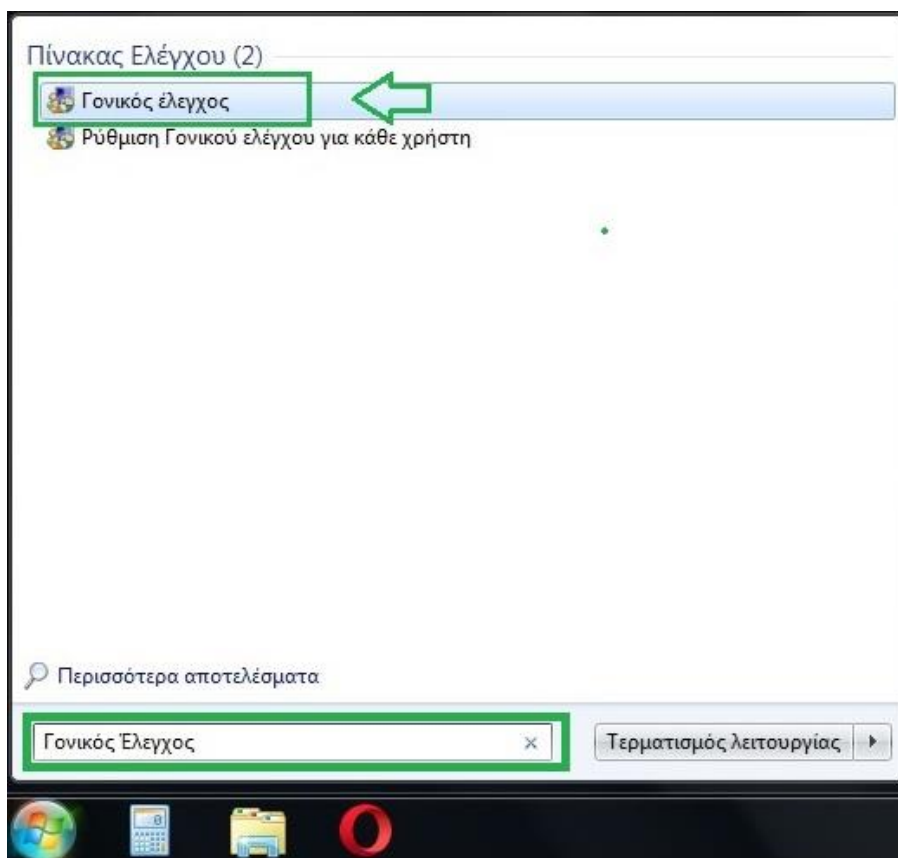 Πίνακας Ελέγχου (2)
Γονικός έλεγχος
Ρύθμιση Γονικού ελέγχου για κάθε χρήστη
Περισσότερα αποτελέσματα
Γονικός Έλεγχος
Τερματισμός λειτουργίας